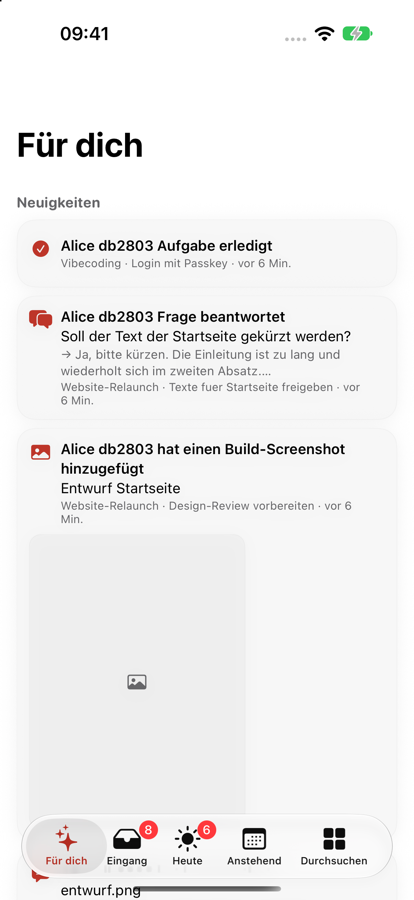 09:41
Für dich
Neuigkeiten
Alice db2803 Aufgabe erledigt
Vibecoding · Login mit Passkey · vor 6 Min.
Alice db2803 Frage beantwortet
Soll der Text der Startseite gekürzt werden?
→ Ja, bitte kürzen. Die Einleitung ist zu lang und
wiederholt sich im zweiten Absatz....
Website-Relaunch · Texte fuer Startseite freigeben · vor
6 Min.
Alice db2803 hat einen Build-Screenshot
hinzugefügt
Entwurf Startseite
Website-Relaunch · Design-Review vorbereiten · vor 6
Min.
8
6
Für dich
Eingang
Heute
Anstehend
Durchsuchen
entwurf.png